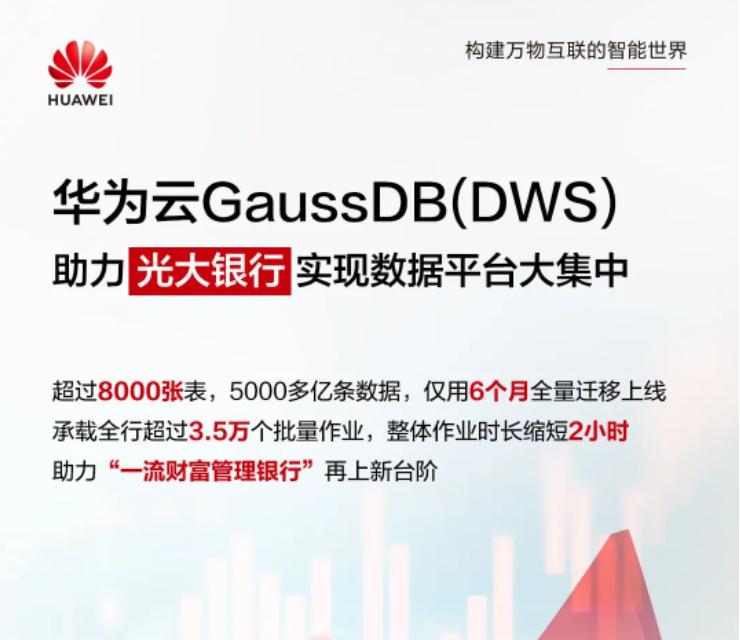 HUAWEI
构建万物互联的智能世界
华为云GaussDB(DWS)
助力 光大银行 实现数据平台大集中
超过8000张表，5000多亿条数据，仅用6个月全量迁移上线
承载全行超过3.5万个批量作业，整体作业时长缩短2小时
助力“一流财富管理银行”再上新台阶